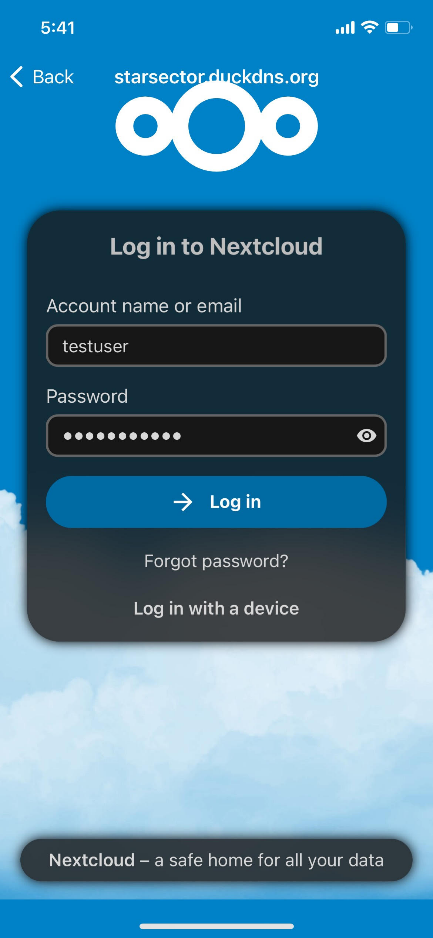 5:41
Back
starsector.duckdns.org
Log in to Nextcloud
Account name or email
testuser
Password
•••••••••••
Log in
Forgot password?
Log in with a device
Nextcloud – a safe home for all your data